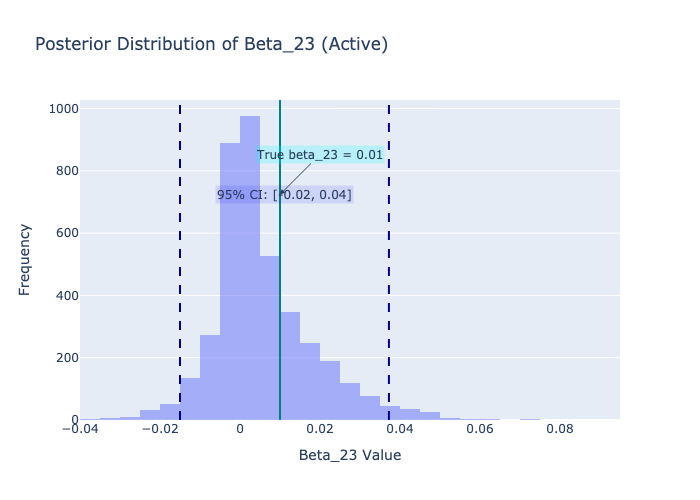 Posterior Distribution of Beta_23 (Active)
1000
800
600
400
200
0
Frequency
True beta_23 = 0.01
95% CI: [-0.02, 0.04]
−0.04
−0.02
0
0.02
0.04
0.06
0.08
Beta_23 Value